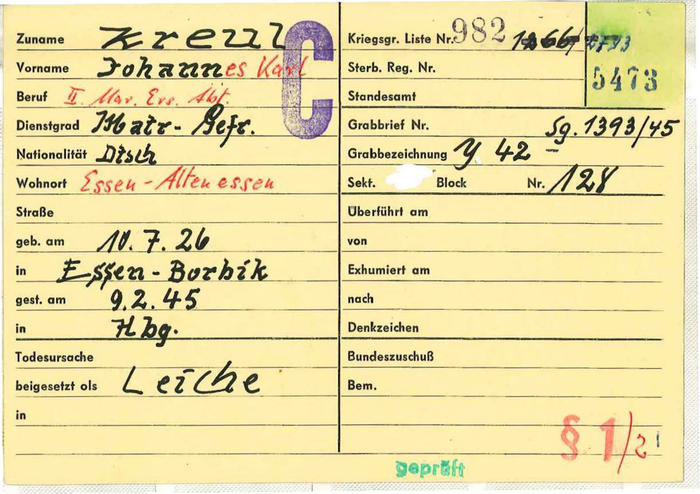 Zuname Kreul
Vorname Johannes Karl
Beruf II. Mar. Ers. Abt.
Dienstgrad Matr-Gefr.
Nationalität Dtsch
Wohnort Essen-Altenessen
Straße
geb. am 10.7.26
in Essen-Borbik
gest. am 9.2.45
in Hbg.
Todesursache
beigesetzt als Leiche
in
C
Kriegsgr. Liste Nr. 982
5473
Sterb. Reg. Nr.
Standesamt
Grabbrief Nr. Sg. 1393/45
Grabbezeichnung Y 42
Sekt. Block Nr. 128
Überführt am
von
Exhumiert am
nach
Denkzeichen
Bundeszuschuß
Bem.
§ 1/2
geprüft